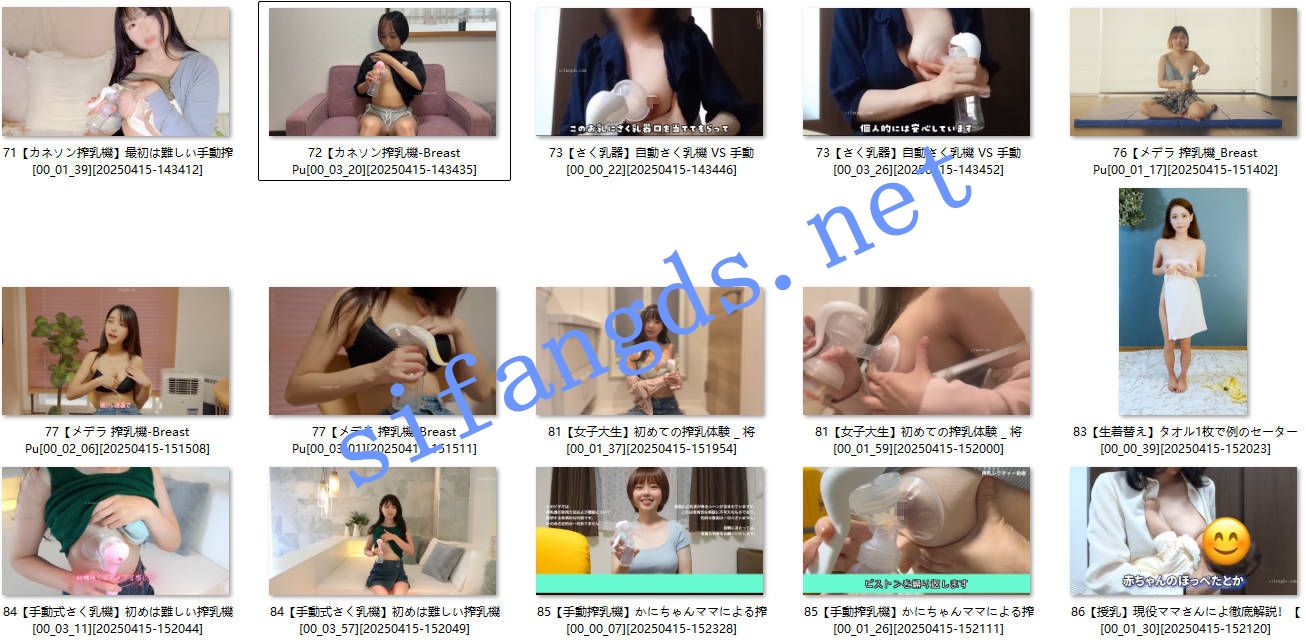 このお乳にさく乳器口を当ててもらって
個人的には安心しています
71【カネソン搾乳機】最初は難しい手動搾
[00_01_39][20250415-143412]
72【カネソン搾乳機-Breast
Pu[00_03_20][20250415-143435]
73【さく乳器】自動さく乳機 VS 手動
[00_00_22][20250415-143446]
73【さく乳器】自動さく乳機 VS 手動
[00_03_26][20250415-143452]
76【メデラ 搾乳機_Breast
Pu[00_01_17][20250415-151402]
sifangds.net
77【メデラ 搾乳機-Breast
Pu[00_02_06][20250415-151508]
77【メデラ 搾乳機-Breast
81【女子大生】初めての搾乳体験 _ 将
[00_01_37][20250415-151954]
81【女子大生】初めての搾乳体験 _ 将
[00_01_59][20250415-152000]
83【生着替え】タオル1枚で例のセーター
[00_00_39][20250415-152023]
ピストンを繰り返します
赤ちゃんのほっぺたとか
84【手動式さく乳機】初めは難しい搾乳機
[00_03_11][20250415-152044]
84【手動式さく乳機】初めは難しい搾乳機
[00_03_57][20250415-152049]
85【手動搾乳機】かにちゃんママによる搾
[00_00_07][20250415-152328]
85【手動搾乳機】かにちゃんママによる搾
[00_01_26][20250415-152111]
86【授乳】現役ママさんによ徹底解説！【
[00_01_30][20250415-152120]